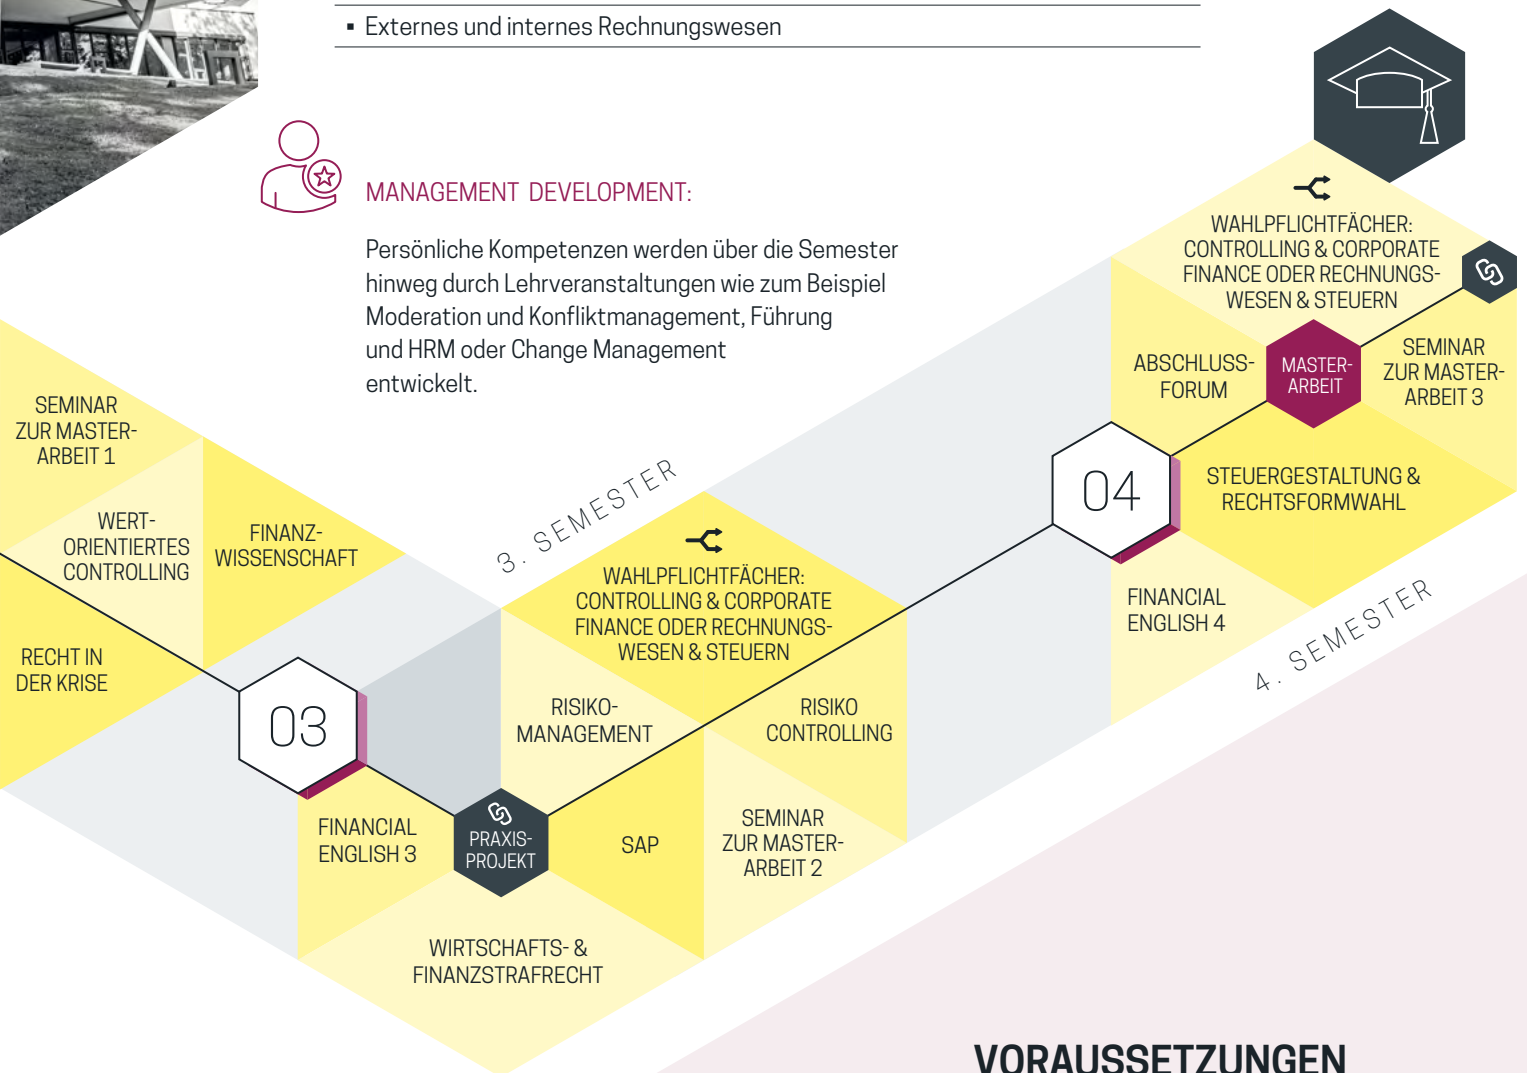 ▪ Externes und internes Rechnungswesen
MANAGEMENT DEVELOPMENT:
Persönliche Kompetenzen werden über die Semester
hinweg durch Lehrveranstaltungen wie zum Beispiel
Moderation und Konfliktmanagement, Führung
und HRM oder Change Management
entwickelt.
SEMINAR
ZUR MASTER-
ARBEIT 1
WERT-
ORIENTIERTES
CONTROLLING
FINANZ-
WISSENSCHAFT
RECHT IN
DER KRISE
3. SEMESTER
03
FINANCIAL
ENGLISH 3
PRAXIS-
PROJEKT
WIRTSCHAFTS- &
FINANZSTRAFRECHT
RISIKO-
MANAGEMENT
WAHLPFLICHTFÄCHER:
CONTROLLING & CORPORATE
FINANCE ODER RECHNUNGS-
WESEN & STEUERN
SAP
RISIKO
CONTROLLING
SEMINAR
ZUR MASTER-
ARBEIT 2
04
4. SEMESTER
FINANCIAL
ENGLISH 4
ABSCHLUSS-
FORUM
WAHLPFLICHTFÄCHER:
CONTROLLING & CORPORATE
FINANCE ODER RECHNUNGS-
WESEN & STEUERN
MASTER-
ARBEIT
SEMINAR
ZUR MASTER-
ARBEIT 3
STEUERGESTALTUNG &
RECHTSFORMWAHL
VORAUSSETZUNGEN